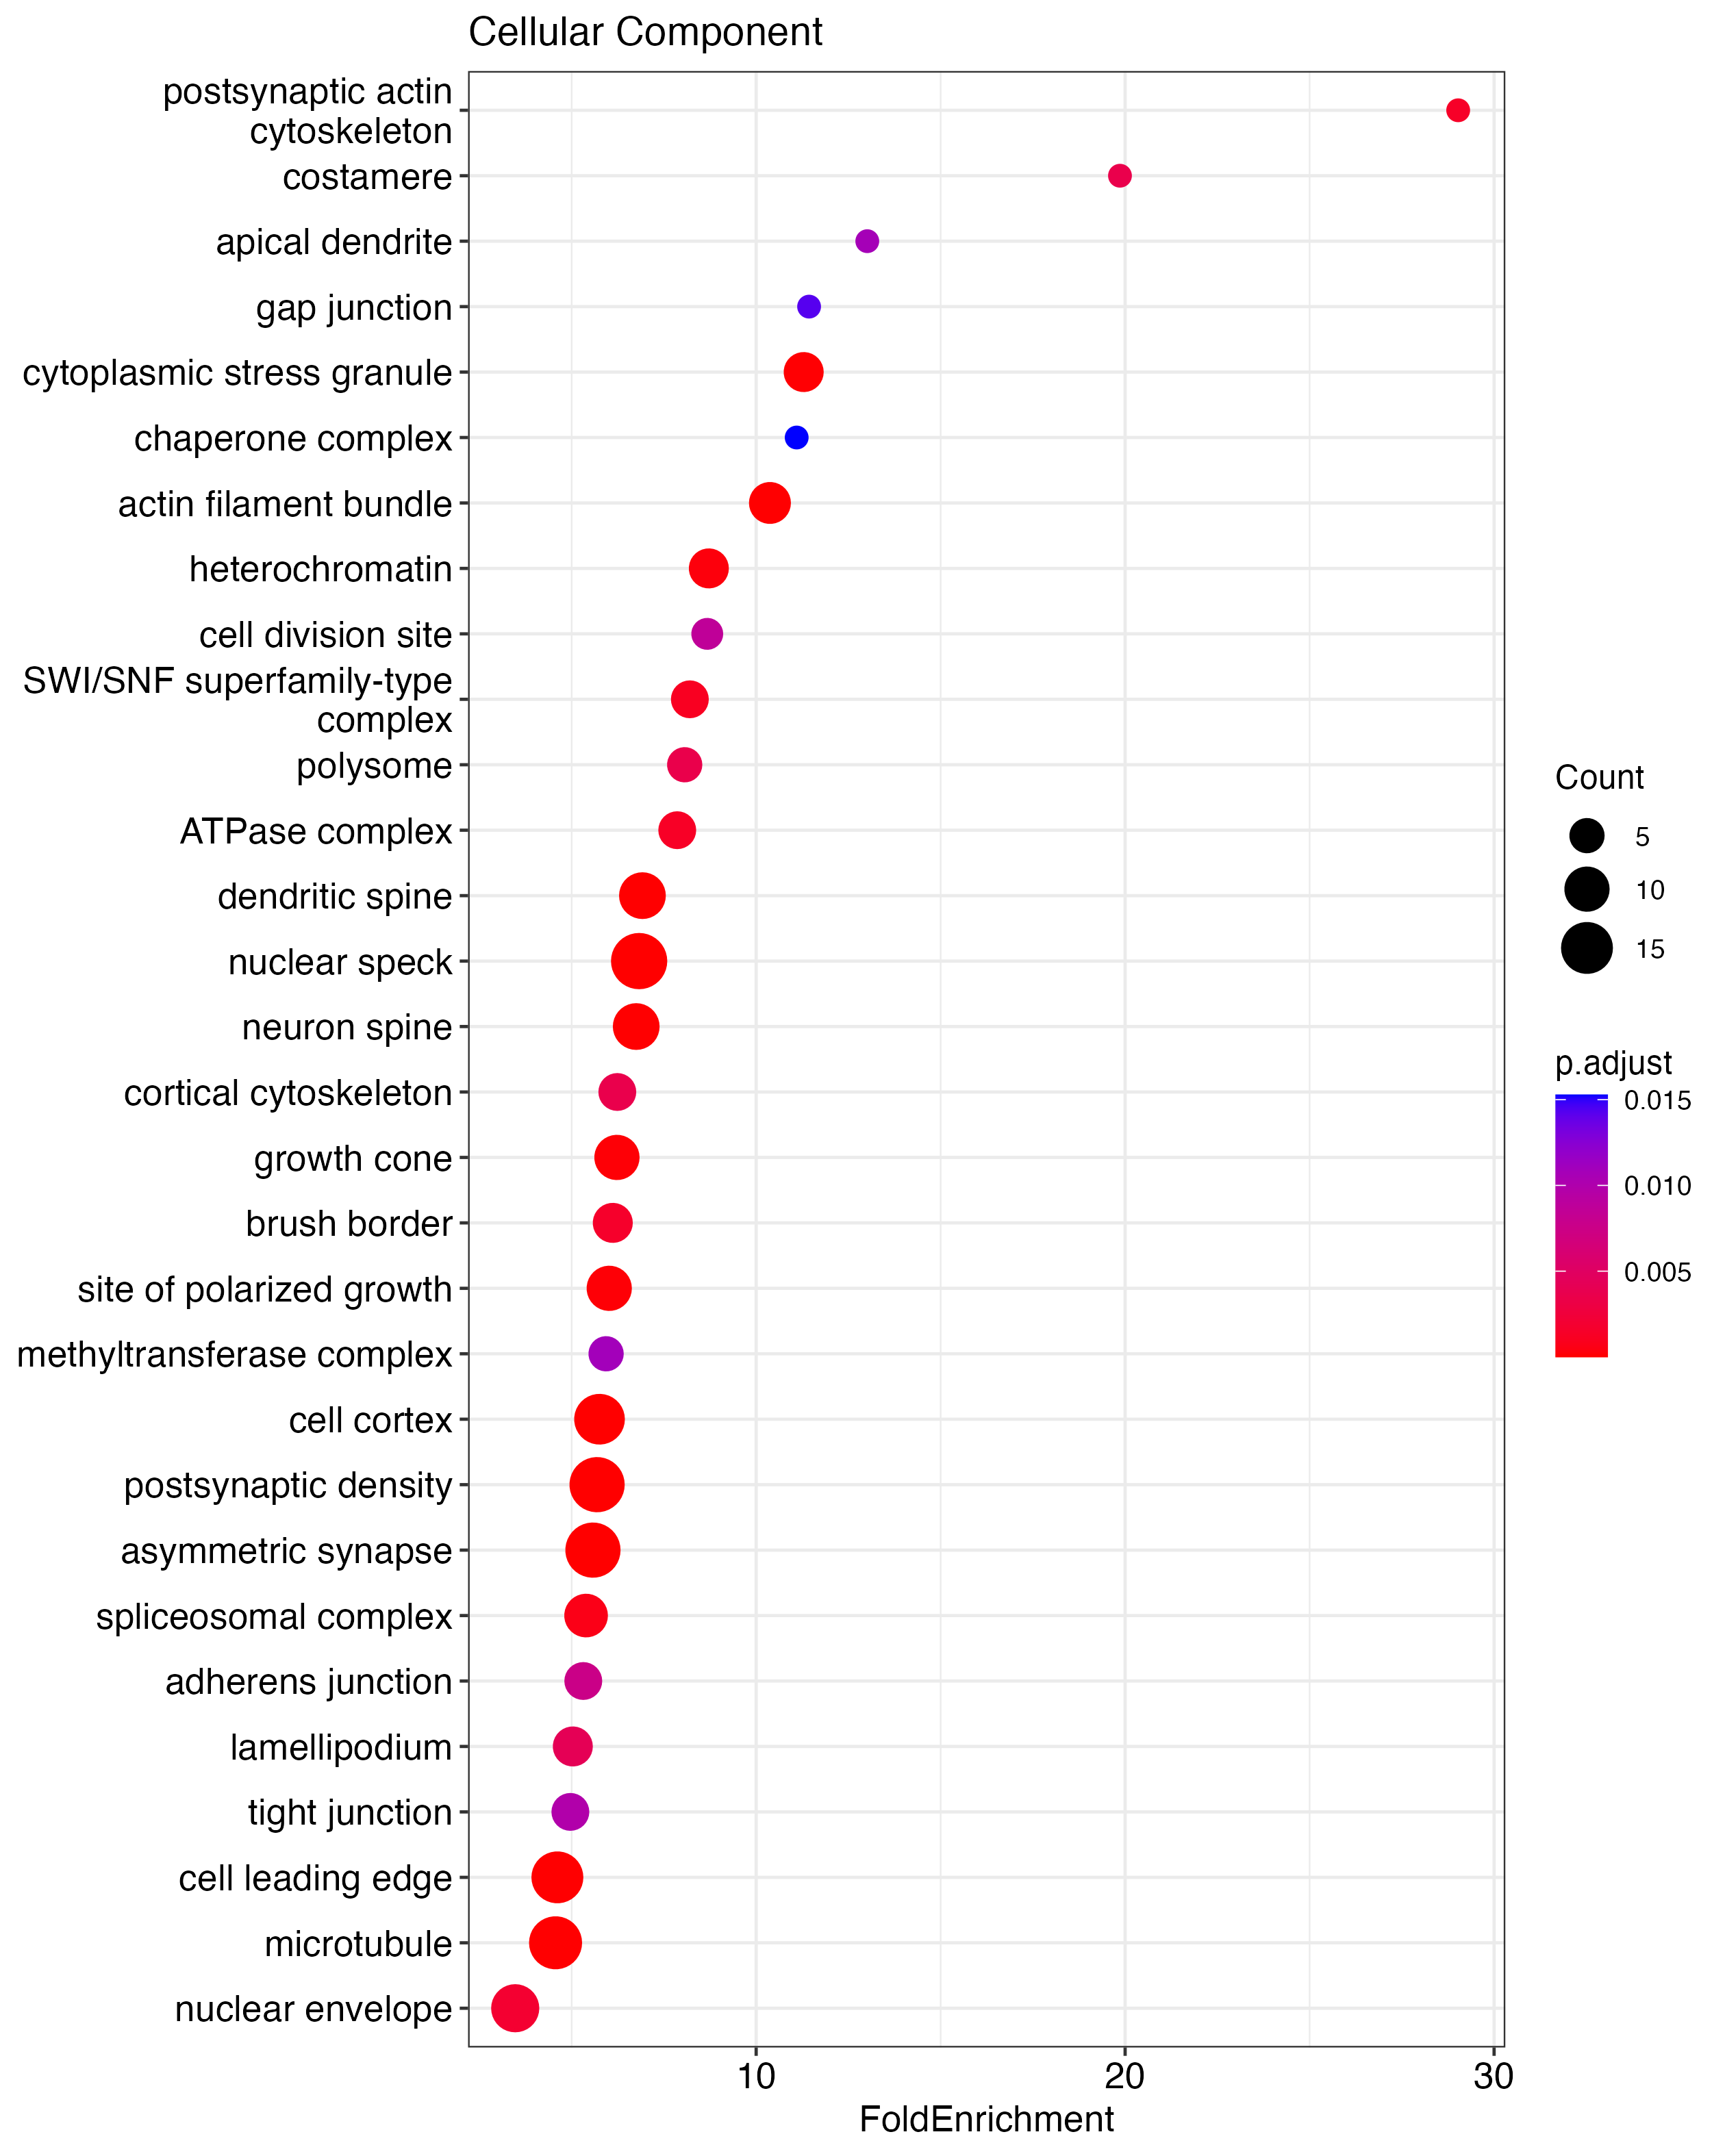 Cellular Component
postsynaptic actin
cytoskeleton
costamere
apical dendrite
gap junction
cytoplasmic stress granule
chaperone complex
actin filament bundle
heterochromatin
cell division site
SWI/SNF superfamily-type
complex
polysome
ATPase complex
dendritic spine
nuclear speck
neuron spine
cortical cytoskeleton
growth cone
brush border
site of polarized growth
methyltransferase complex
cell cortex
postsynaptic density
asymmetric synapse
spliceosomal complex
adherens junction
lamellipodium
tight junction
cell leading edge
microtubule
nuclear envelope
10 20 30
FoldEnrichment
Count
5
10
15
p.adjust
0.015
0.010
0.005